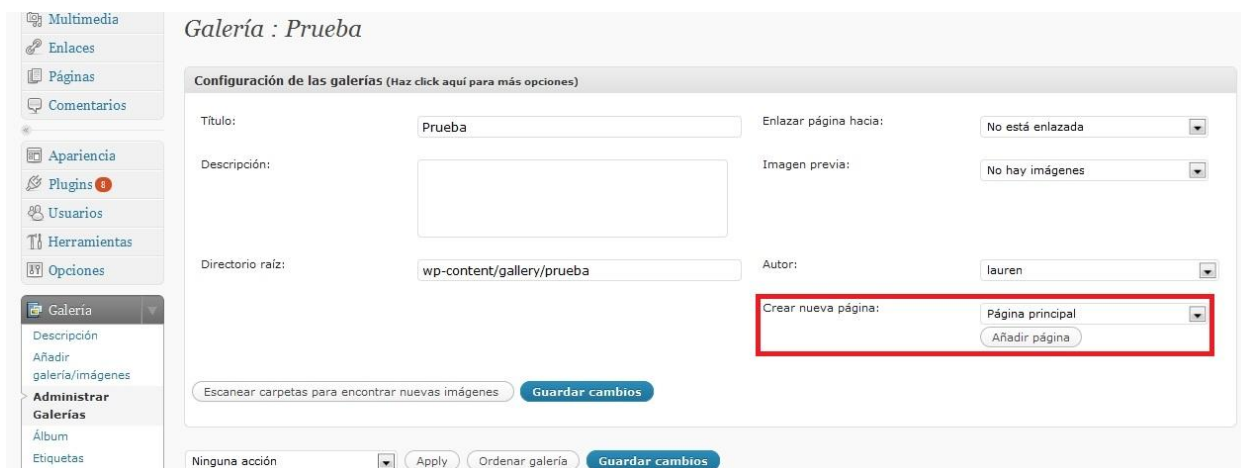 Multimedia
Enlaces
Páginas
Comentarios
Apariencia
Plugins 8
Usuarios
Herramientas
Opciones
Galería
Descripción
Añadir
galería/imágenes
Administrar
Galerías
Álbum
Etiquetas
Galería : Prueba
Configuración de las galerías (Haz click aquí para más opciones)
Título:
Prueba
Enlazar página hacia:
No está enlazada
Descripción:
Imagen previa:
No hay imágenes
Directorio raíz:
wp-content/gallery/prueba
Autor:
lauren
Crear nueva página:
Página principal
Añadir página
Escanear carpetas para encontrar nuevas imágenes
Guardar cambios
Ninguna acción
Apply
Ordenar galería
Guardar cambios